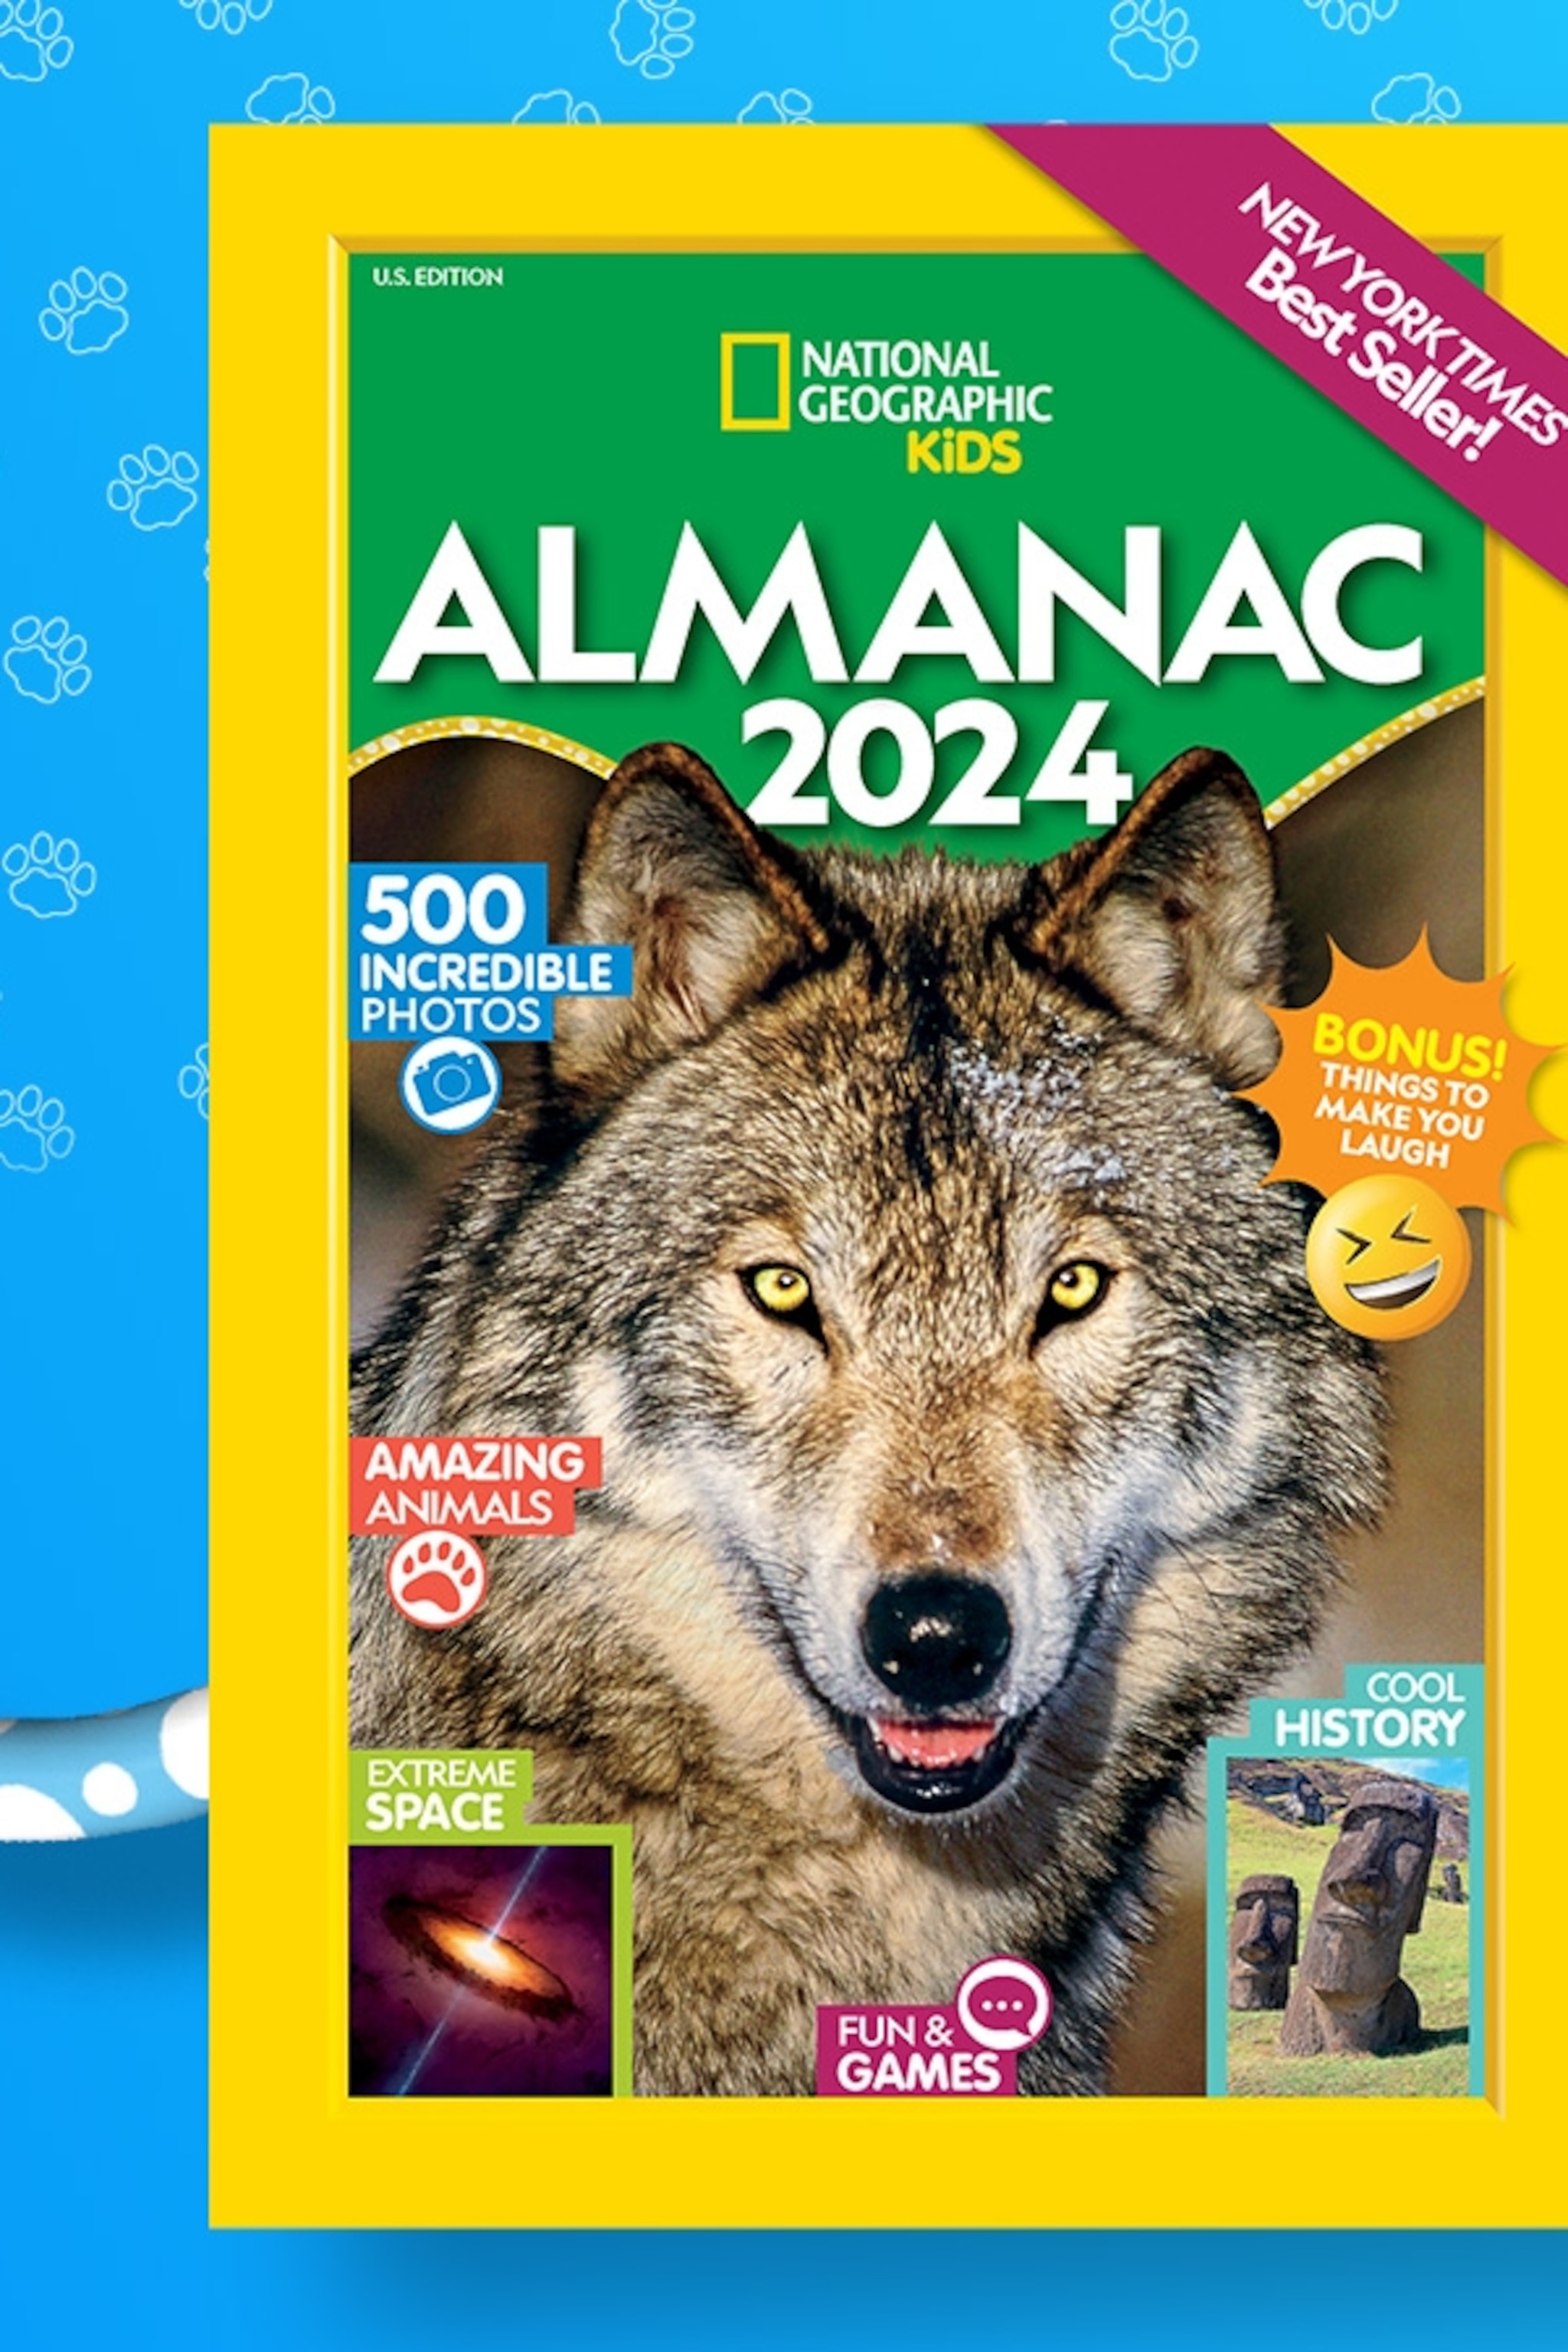 U.S. EDITION
NEW YORK TIMES
Best Seller!
NATIONAL
GEOGRAPHIC
KiDS
ALMANAC
2024
500
INCREDIBLE
PHOTOS
BONUS!
THINGS TO
MAKE YOU
LAUGH
AMAZING
ANIMALS
COOL
HISTORY
EXTREME
SPACE
FUN &
GAMES